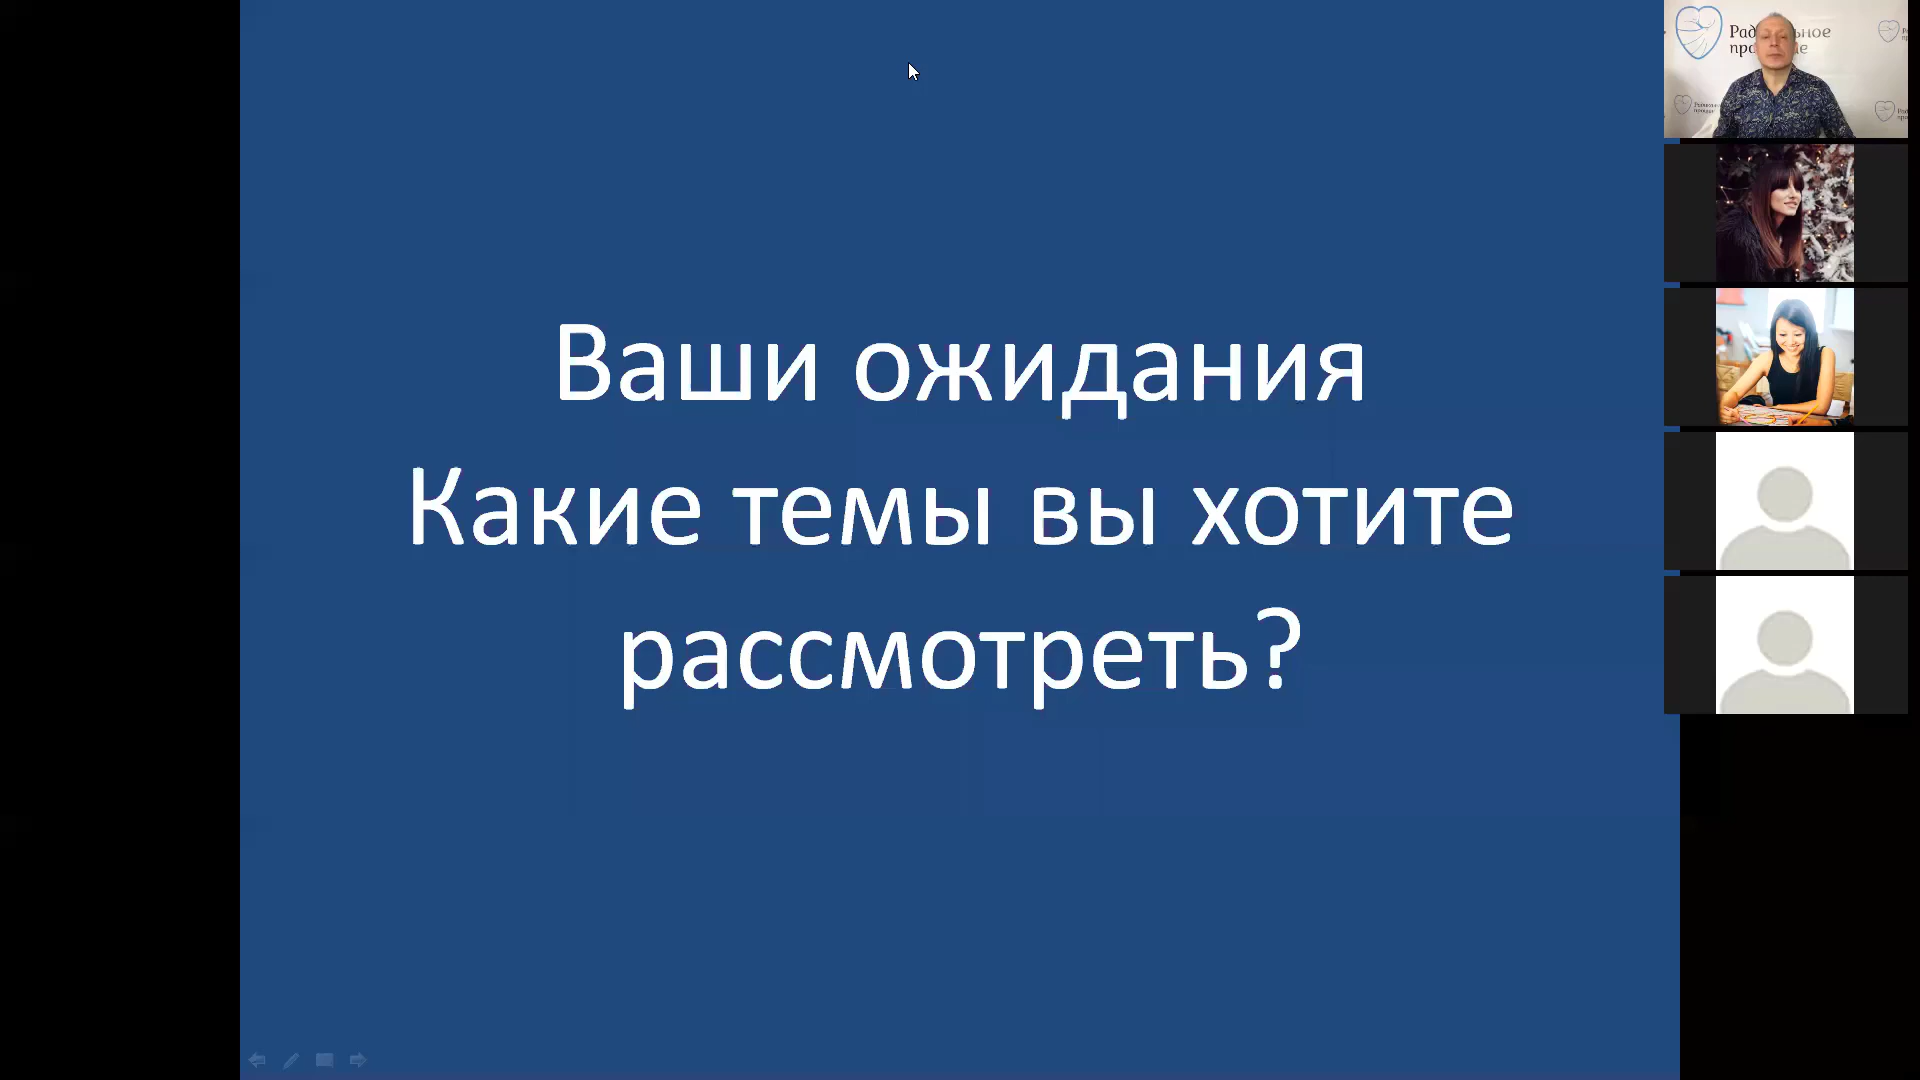 Ваши ожидания
Какие темы вы хотите
рассмотреть?